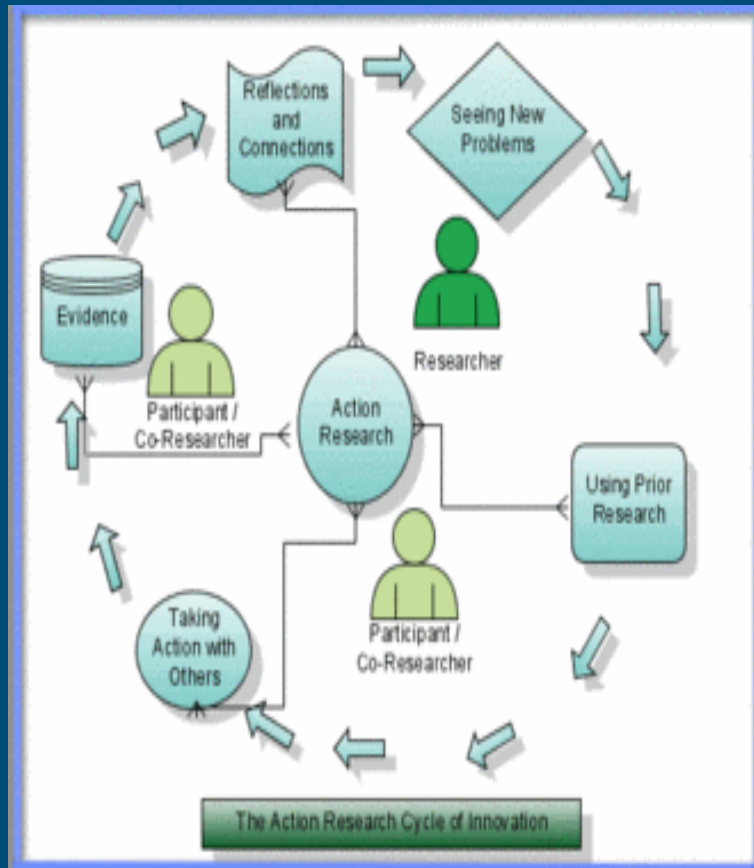 Reflections
and
Connections
Seeing New
Problems
Evidence
Researcher
Participant /
Co-Researcher
Action
Research
Using Prior
Research
Taking
Action with
Others
Participant /
Co-Researcher
The Action Research Cycle of Innovation